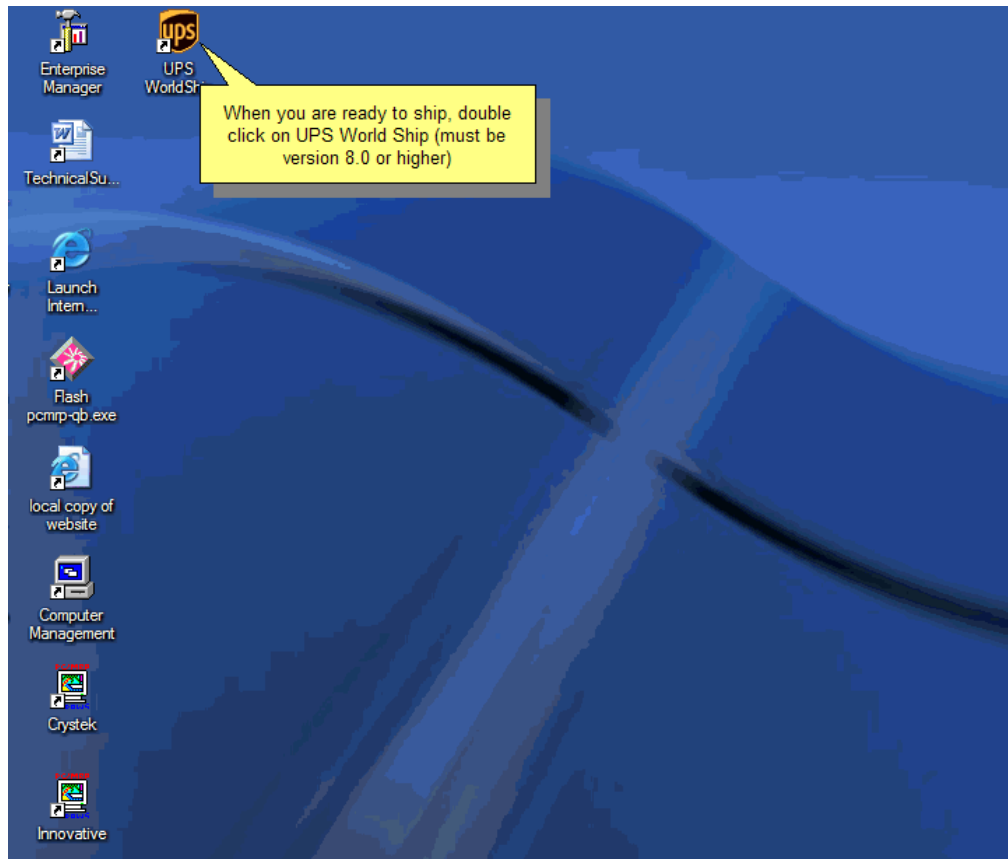 ups
Enterprise
Manager
UPS
WorldShi
When you are ready to ship, double
click on UPS World Ship (must be
version 8.0 or higher)
TechnicalSu...
Launch
Intern...
Flash
pcmrp-qb.exe
local copy of
website
Computer
Management
Crystek
Innovative